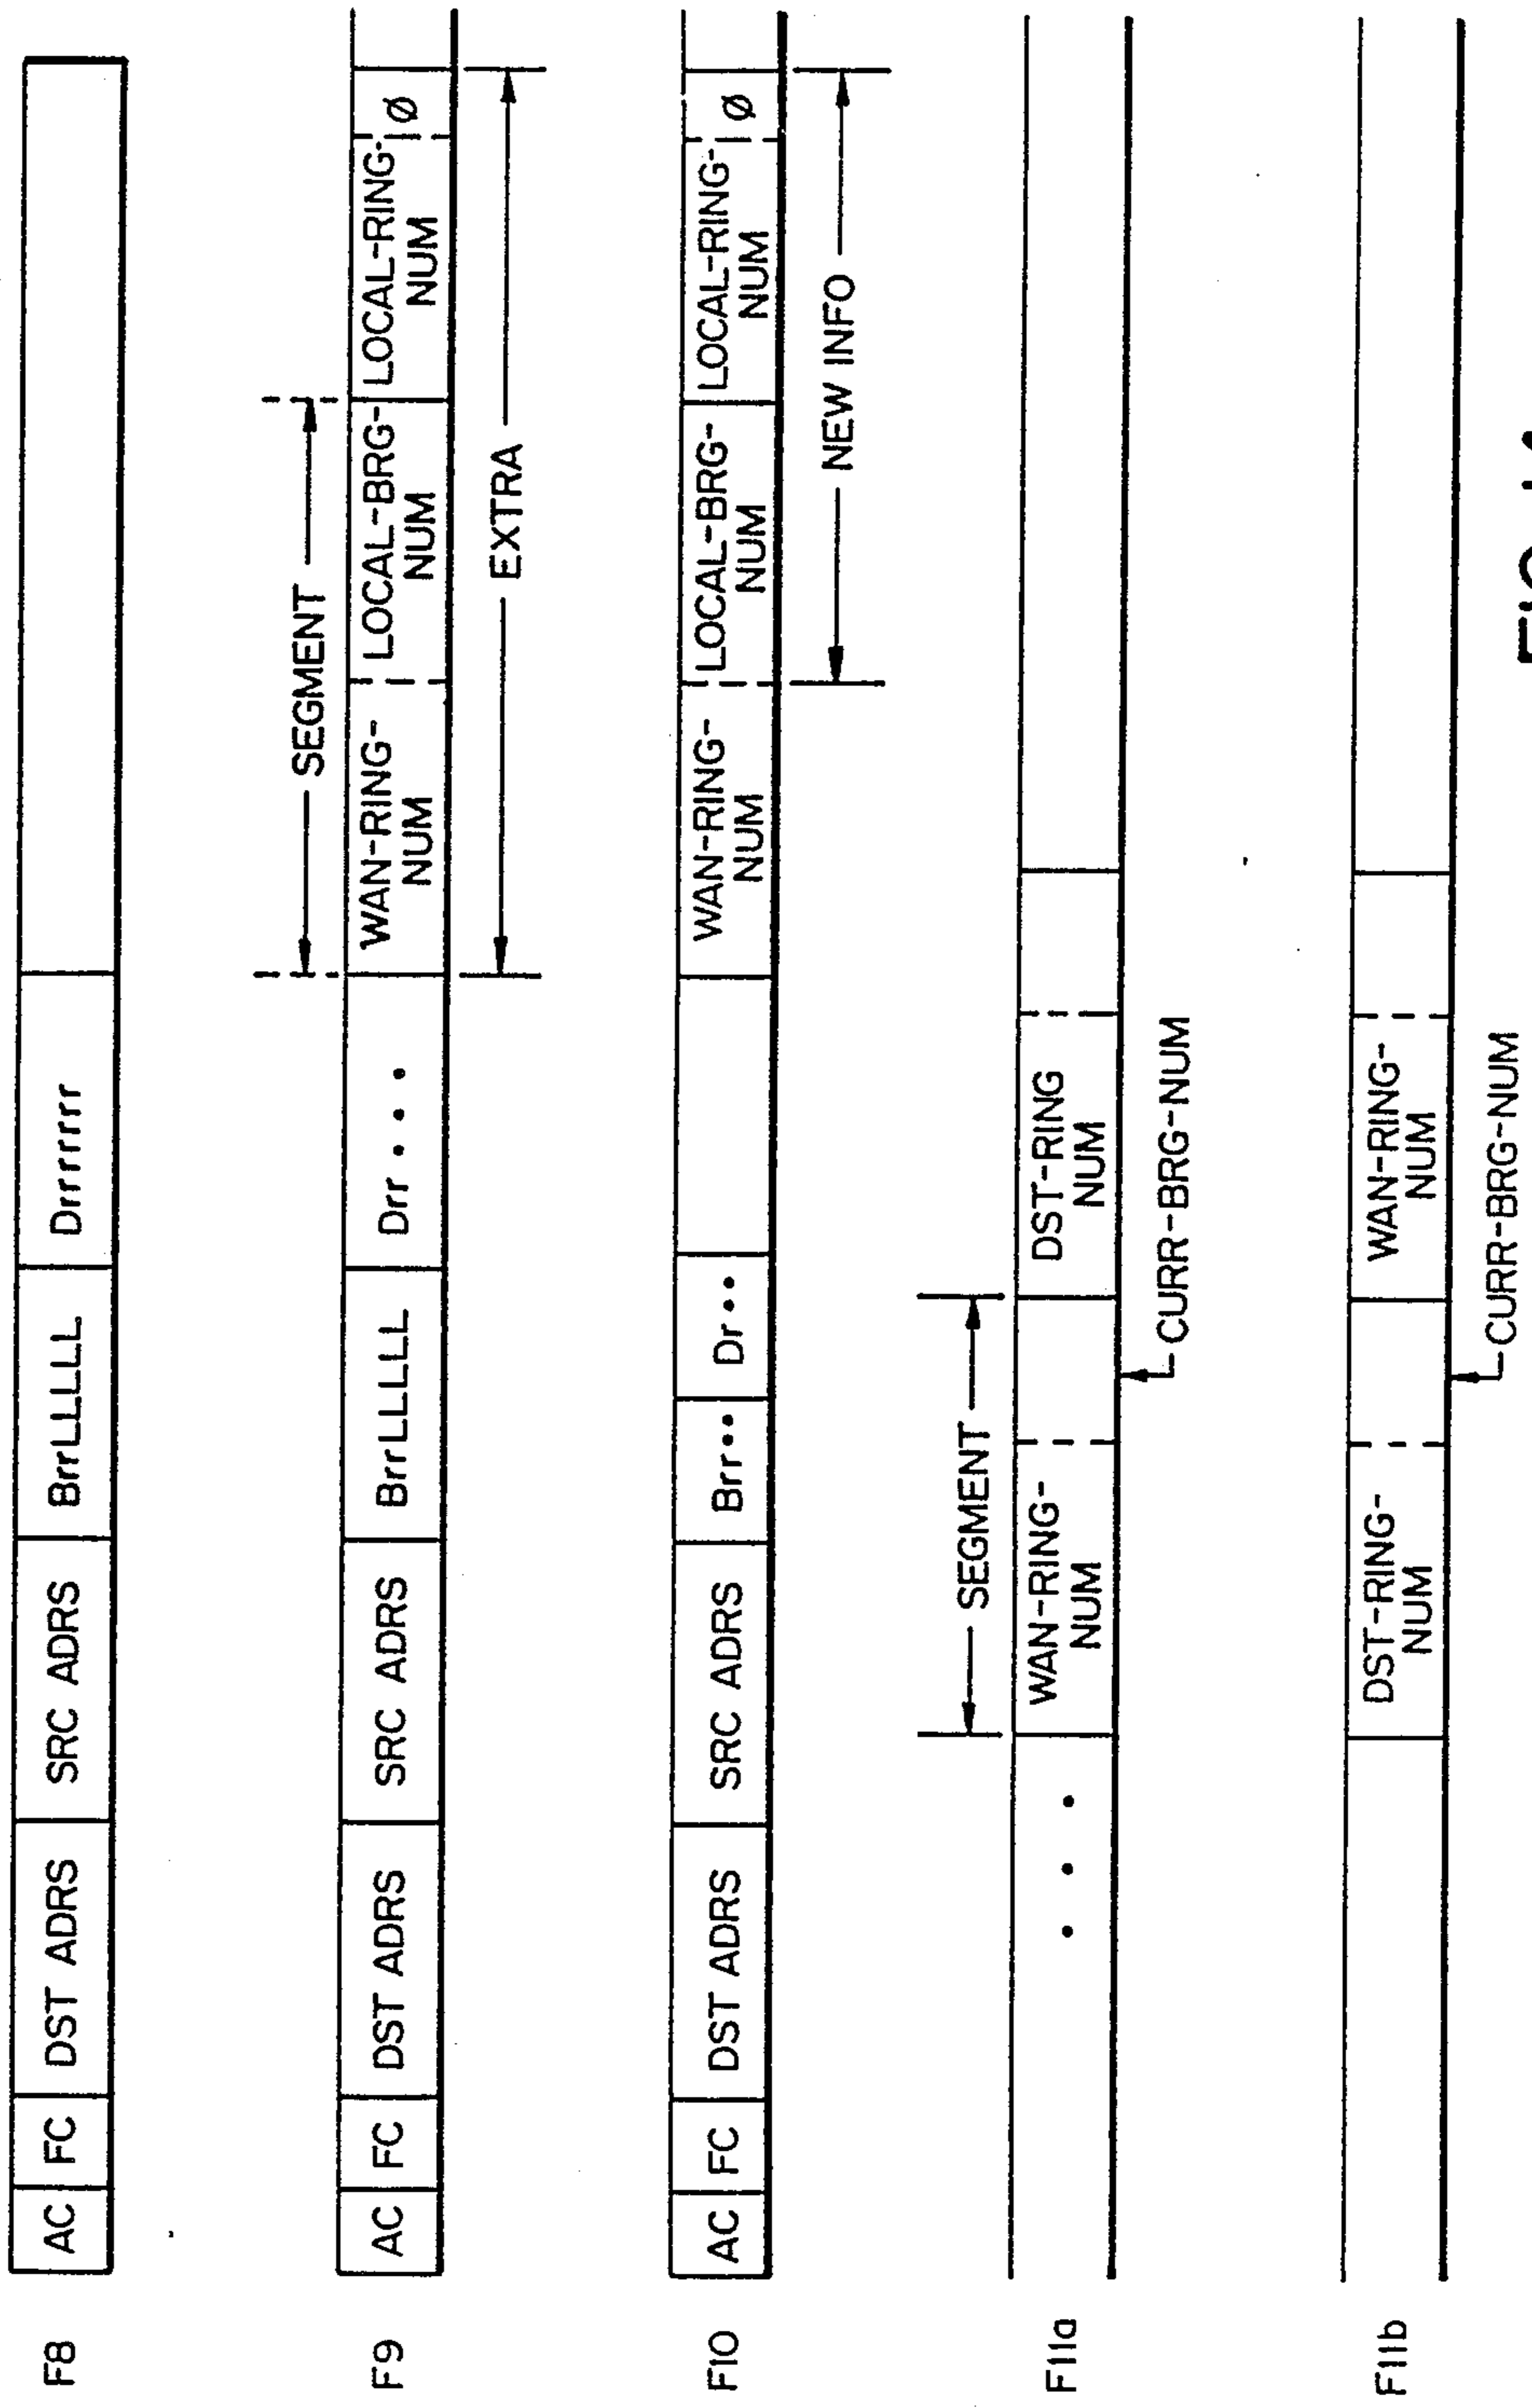 F8
AC FC DST ADRS SRC ADRS BrrLLLLL Drrrrrrr
SEGMENT
F9
AC FC DST ADRS SRC ADRS BrrLLLLL Drr • • • WAN-RING-NUM LOCAL-BRG-NUM LOCAL-RING-NUM Ø
EXTRA
F10
AC FC DST ADRS SRC ADRS Brr•• Dr•• WAN-RING-NUM LOCAL-BRG-NUM LOCAL-RING-NUM Ø
NEW INFO
SEGMENT
F11a
• • • WAN-RING-NUM DST-RING NUM
CURR-BRG-NUM
F11b
DST-RING-NUM WAN-RING-NUM
CURR-BRG-NUM